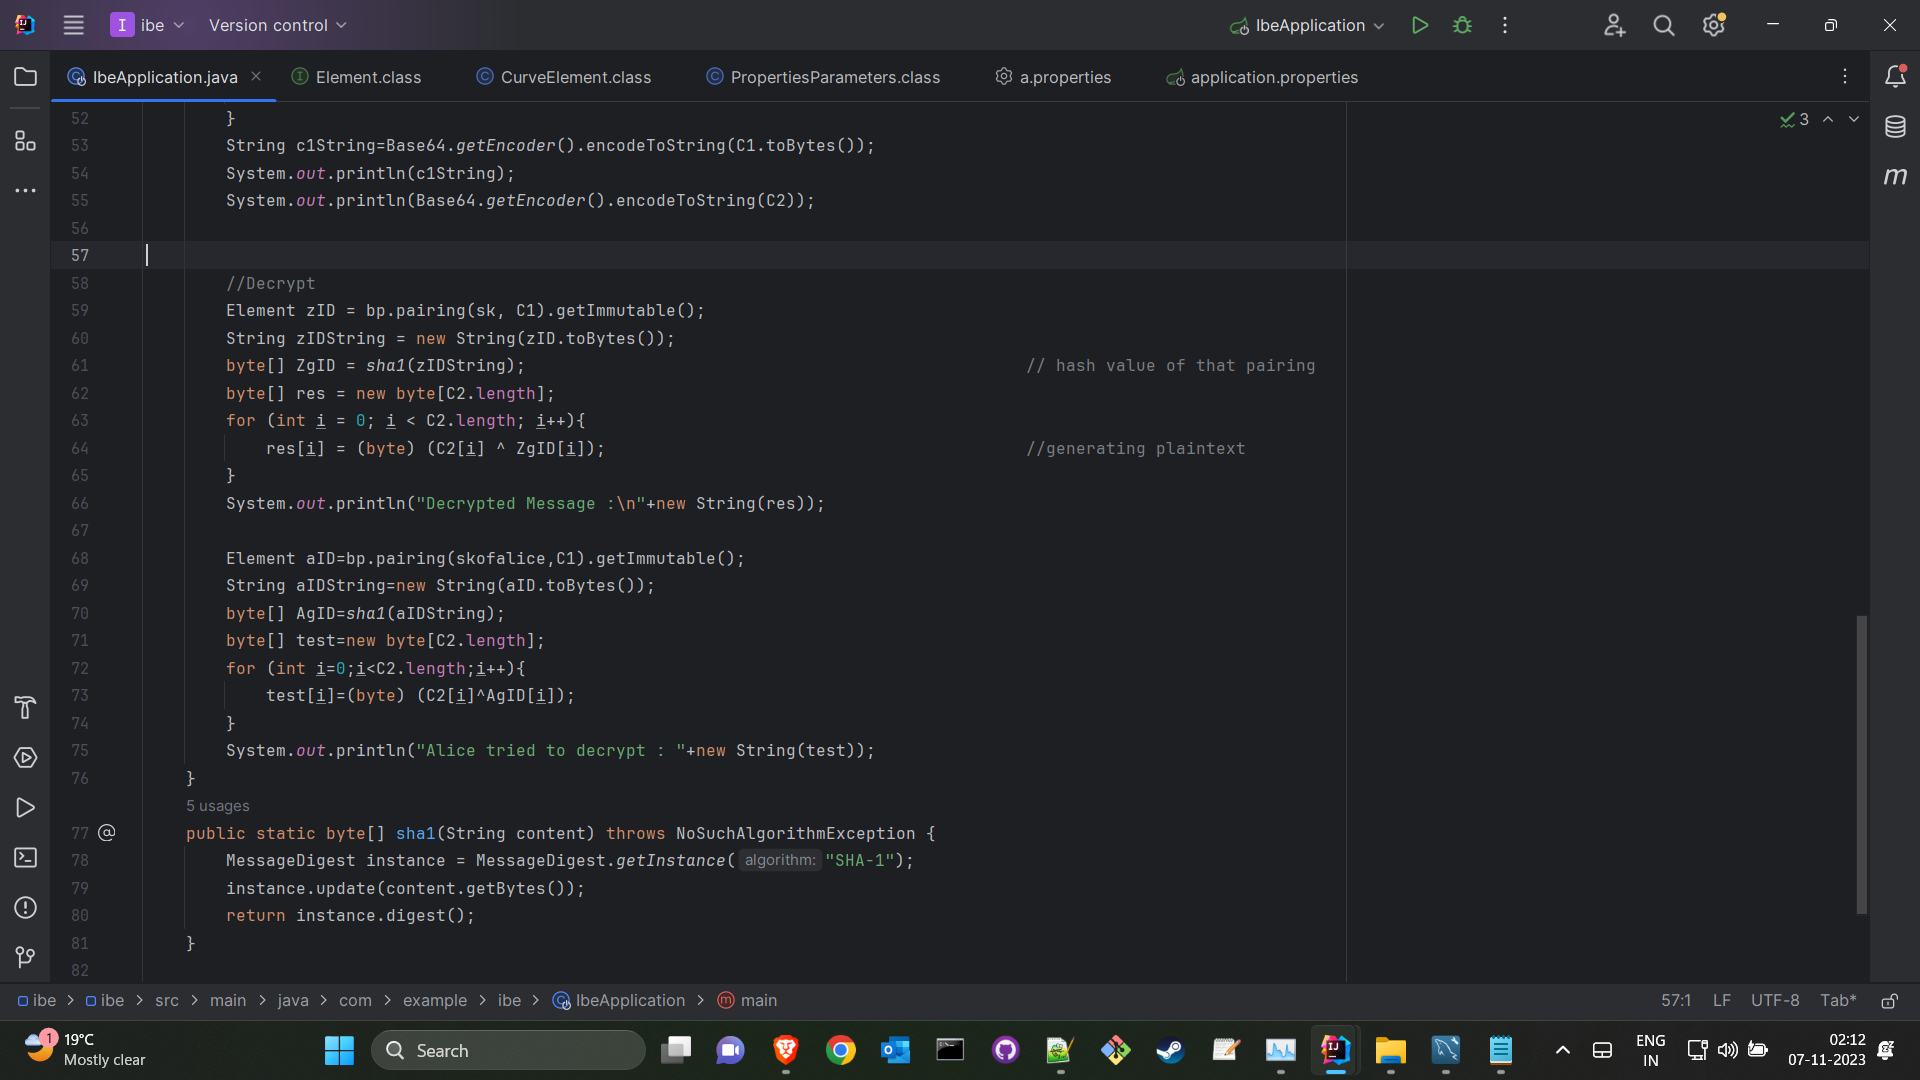 I ibe Version control IbeApplication
IbeApplication.java Element.class CurveElement.class PropertiesParameters.class a.properties application.properties
3
52 }
53 String c1String=Base64.getEncoder().encodeToString(C1.toBytes());
54 System.out.println(c1String);
55 System.out.println(Base64.getEncoder().encodeToString(C2));
56
57
58 //Decrypt
59 Element zID = bp.pairing(sk, C1).getImmutable();
60 String zIDString = new String(zID.toBytes());
61 byte[] ZgID = sha1(zIDString); // hash value of that pairing
62 byte[] res = new byte[C2.length];
63 for (int i = 0; i < C2.length; i++){
64 res[i] = (byte) (C2[i] ^ ZgID[i]); //generating plaintext
65 }
66 System.out.println("Decrypted Message :\n"+new String(res));
67
68 Element aID=bp.pairing(skofalice,C1).getImmutable();
69 String aIDString=new String(aID.toBytes());
70 byte[] AgID=sha1(aIDString);
71 byte[] test=new byte[C2.length];
72 for (int i=0;i<C2.length;i++){
73 test[i]=(byte) (C2[i]^AgID[i]);
74 }
75 System.out.println("Alice tried to decrypt : "+new String(test));
76 }
5 usages
77 @ public static byte[] sha1(String content) throws NoSuchAlgorithmException {
78 MessageDigest instance = MessageDigest.getInstance( algorithm: "SHA-1");
79 instance.update(content.getBytes());
80 return instance.digest();
81 }
82
ibe > ibe > src > main > java > com > example > ibe > IbeApplication > main 57:1 LF UTF-8 Tab*
1 19°C
Mostly clear
Search
ENG
IN
02:12
07-11-2023